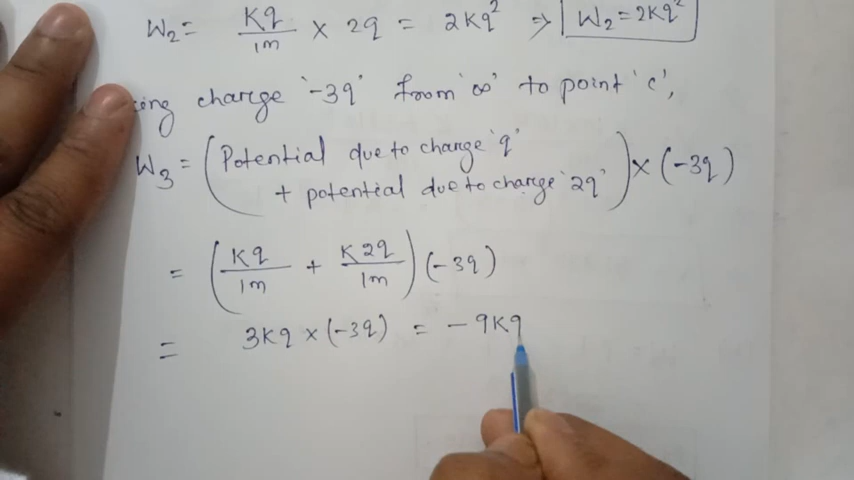 W₂ = Kq/1m × 2q = 2Kq² ⇒ W₂ = 2Kq²
charge '-3q' from '∞' to point 'c',
W₃ = (Potential due to charge 'q'
+ potential due to charge '2q') × (-3q)
= (Kq/1m + K2q/1m) (-3q)
= 3Kq × (-3q) = -9Kq